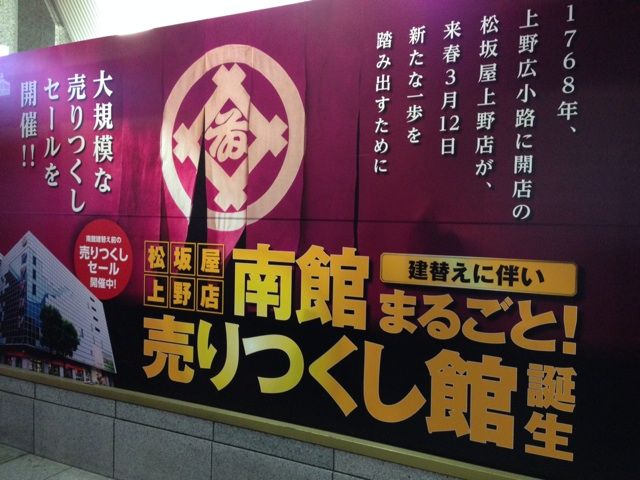 1768年、
上野広小路に開店の
松坂屋上野店が、
来春3月12日
新たな一歩を
踏み出すために
大規模な
売りつくし
セールを
開催!!
南館建替え前の
売りつくし
セール
開催中!
松坂屋
上野店
南館
建替えに伴い
まるごと!
売りつくし館
誕生